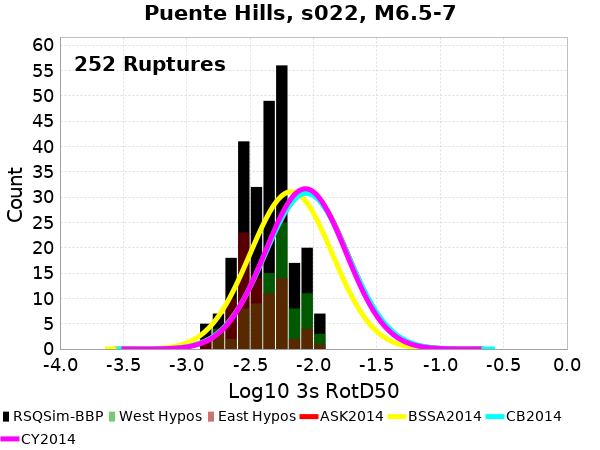 Puente Hills, s022, M6.5-7
252 Ruptures
Count
60
55
50
45
40
35
30
25
20
15
10
5
0
-4.0 -3.5 -3.0 -2.5 -2.0 -1.5 -1.0 -0.5 0.0
Log10 3s RotD50
RSQSim-BBP West Hypos East Hypos ASK2014 BSSA2014 CB2014
CY2014